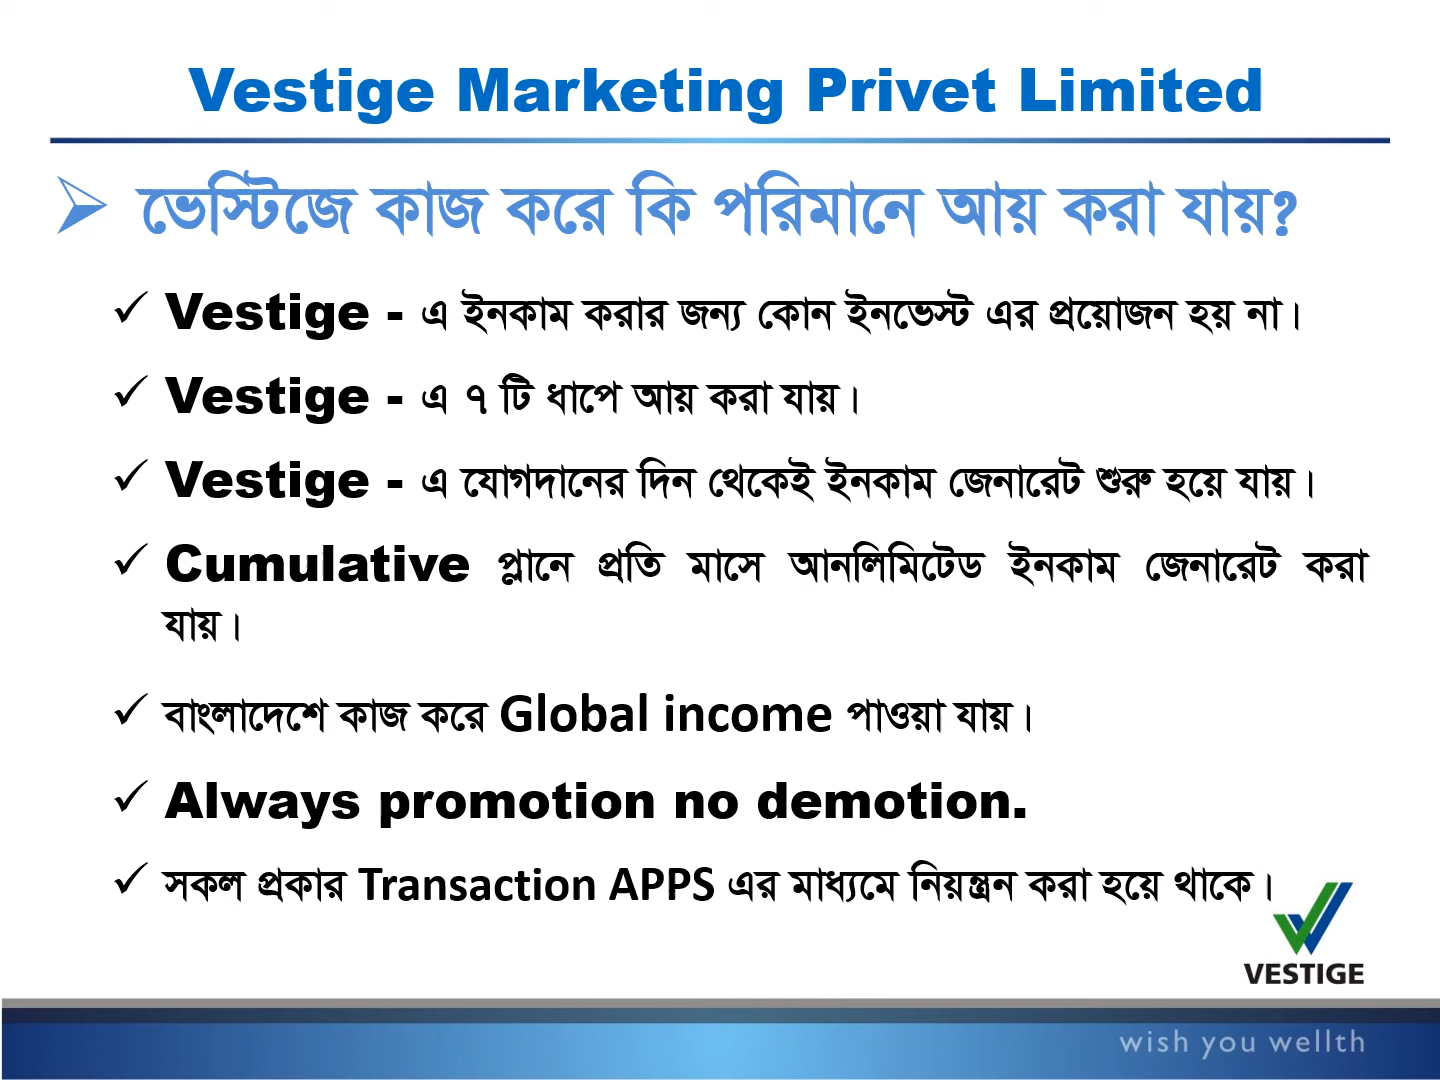 Vestige Marketing Privet Limited
➢ ভেস্টিজে কাজ করে কি পরিমানে আয় করা যায়?
✓ Vestige - এ ইনকাম করার জন্য কোন ইনভেস্ট এর প্রয়োজন হয় না।
✓ Vestige - এ ৭ টি ধাপে আয় করা যায়।
✓ Vestige - এ যোগদানের দিন থেকেই ইনকাম জেনারেট শুরু হয়ে যায়।
✓ Cumulative প্লানে প্রতি মাসে আনলিমিটেড ইনকাম জেনারেট করা
যায়।
✓ বাংলাদেশে কাজ করে Global income পাওয়া যায়।
✓ Always promotion no demotion.
✓ সকল প্রকার Transaction APPS এর মাধ্যমে নিয়ন্ত্রন করা হয়ে থাকে।
VESTIGE
wish you wellth